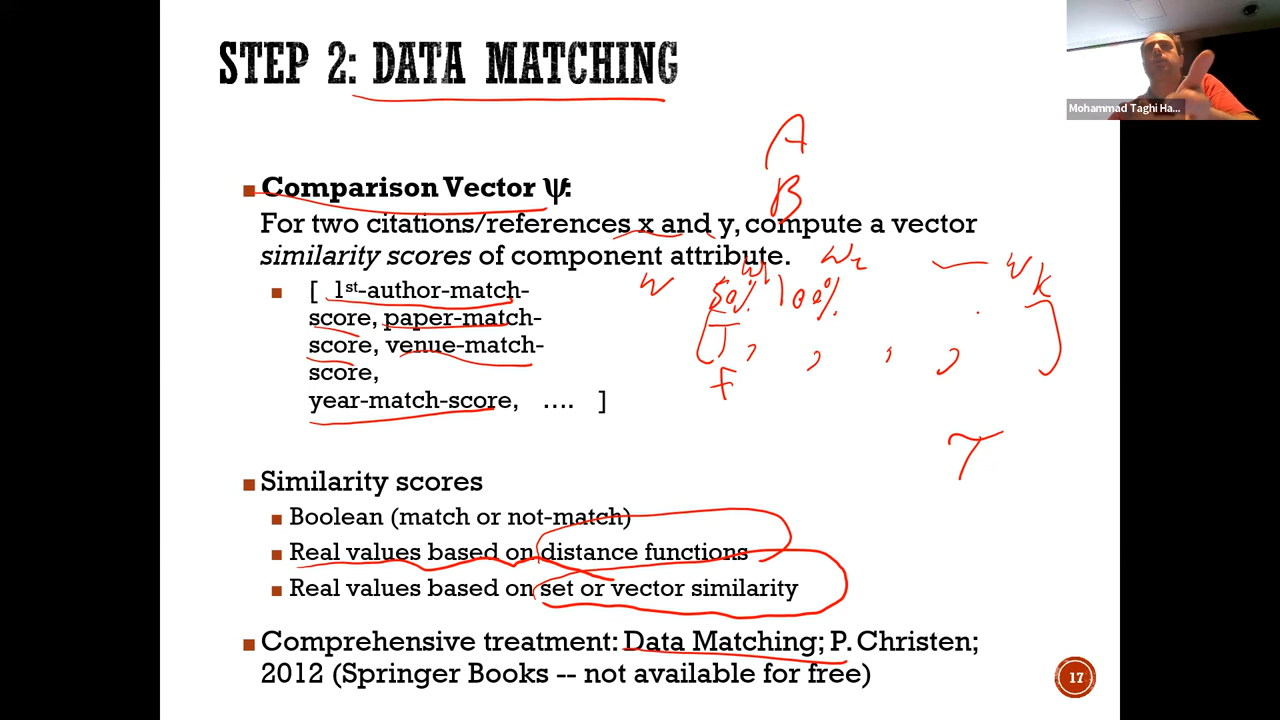 STEP 2: DATA MATCHING
Mohammad Taghi Ha...
A
B
■ Comparison Vector ψ:
For two citations/references x and y, compute a vector
similarity scores of component attribute.
W W1 W2 Wk
50% 100%
■ [ 1st-author-match-
score, paper-match-
score, venue-match-
score,
year-match-score, …. ]
[ T , , , , ]
F
T
■ Similarity scores
■ Boolean (match or not-match)
■ Real values based on distance functions
■ Real values based on set or vector similarity
■ Comprehensive treatment: Data Matching; P. Christen;
2012 (Springer Books -- not available for free)
17